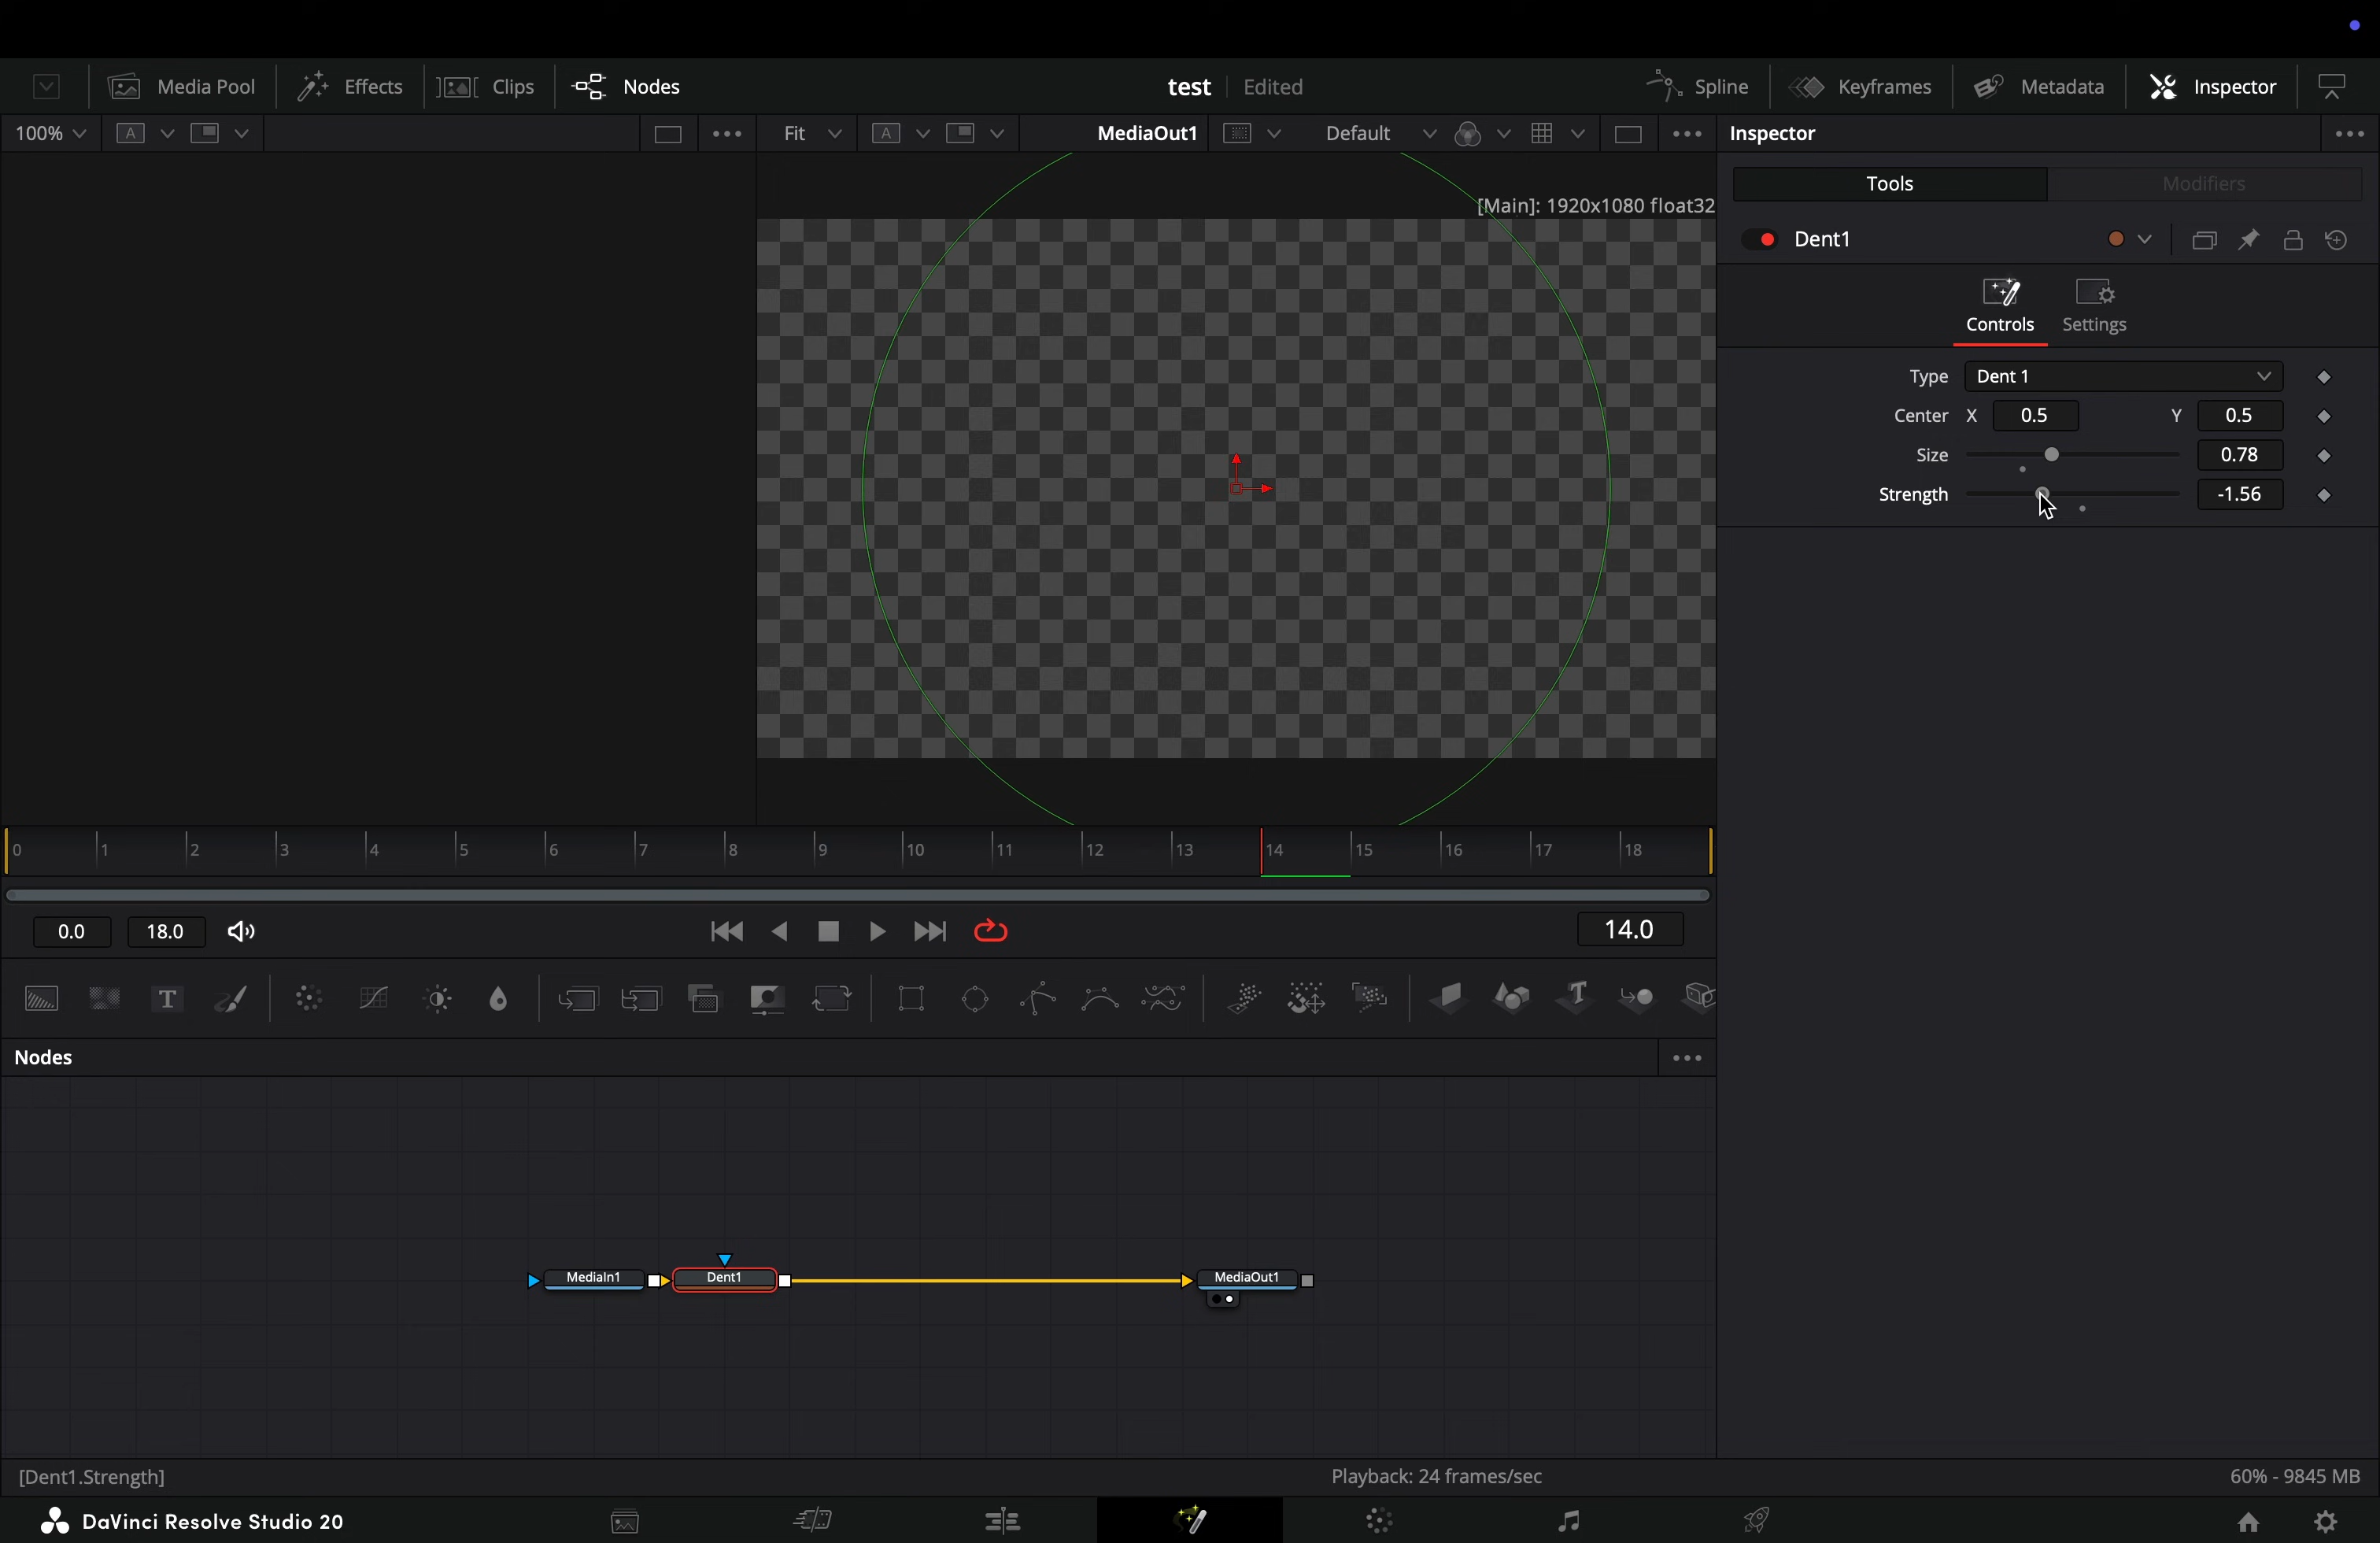 Media Pool Effects Clips Nodes test Edited Spline Keyframes Metadata Inspector
100% A Fit A MediaOut1 Default Inspector
[Main]: 1920x1080 float32
Tools Modifiers
Dent1
Controls Settings
Type Dent 1
Center X 0.5 Y 0.5
Size 0.78
Strength -1.56
0 1 2 3 4 5 6 7 8 9 10 11 12 13 14 15 16 17 18
0.0 18.0 14.0
T T
Nodes
MediaIn1 Dent1 MediaOut1
[Dent1.Strength] Playback: 24 frames/sec 60% - 9845 MB
DaVinci Resolve Studio 20